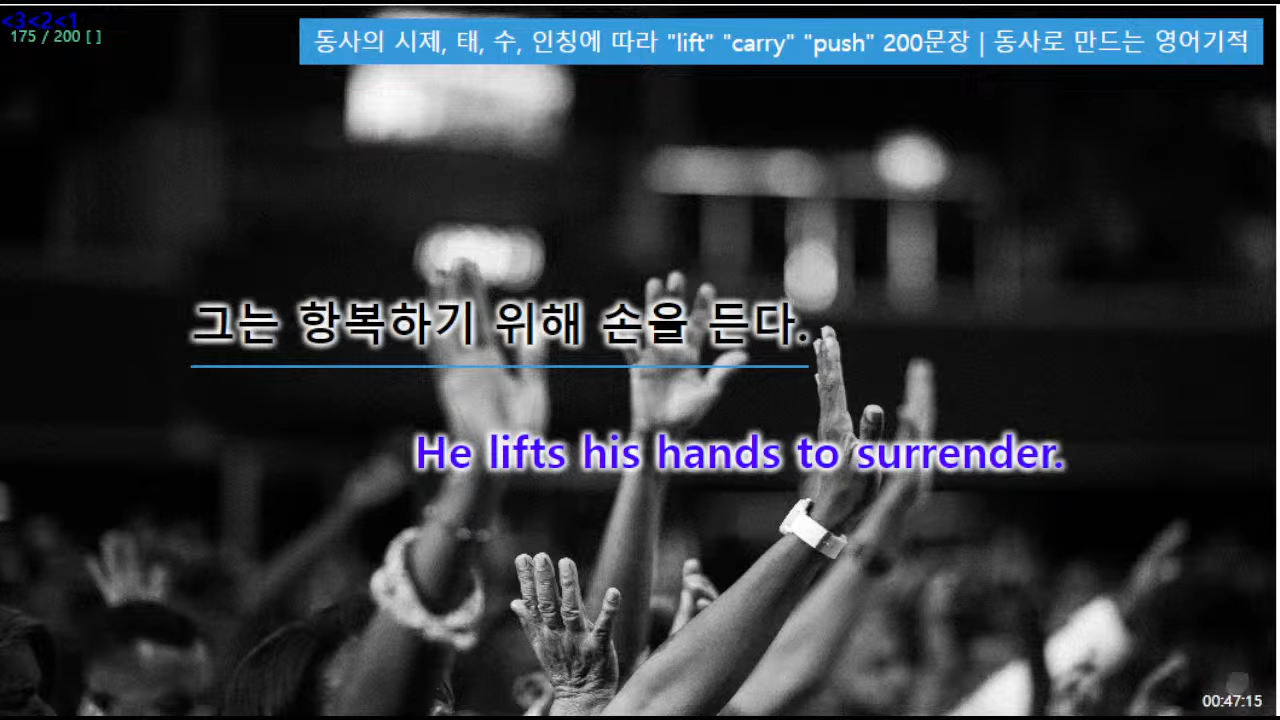 <3<2<1
175 / 200 [ ]
동사의 시제, 태, 수, 인칭에 따라 "lift" "carry" "push" 200문장 | 동사로 만드는 영어기적
그는 항복하기 위해 손을 든다.
He lifts his hands to surrender.
00:47:15